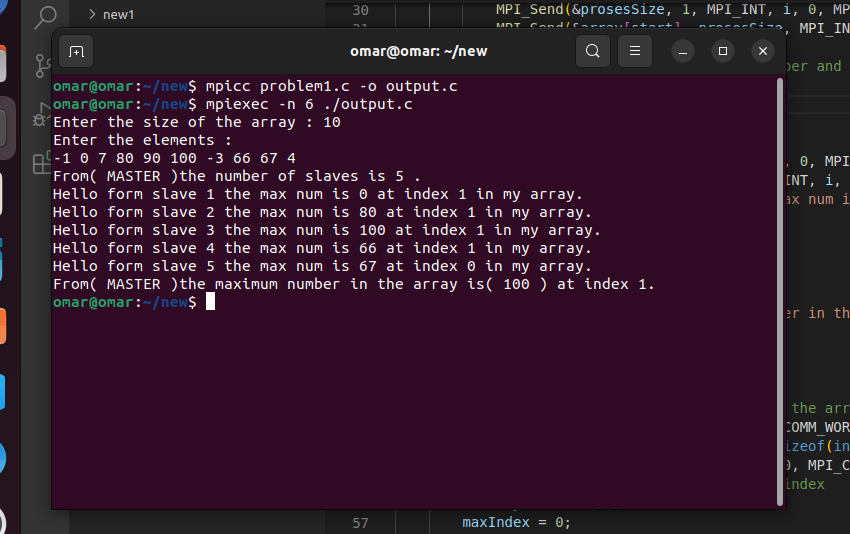 new1
30 MPI_Send(&prosesSize, 1, MPI_INT, i, 0, MP
31 MPI_Send(&array[start], prosesSize, MPI_IN
omar@omar: ~/new
ber and
omar@omar:~/new$ mpicc problem1.c -o output.c
omar@omar:~/new$ mpiexec -n 6 ./output.c
Enter the size of the array : 10
Enter the elements :
-1 0 7 80 90 100 -3 66 67 4
, 0, MPI
From( MASTER )the number of slaves is 5 .
INT, i,
Hello form slave 1 the max num is 0 at index 1 in my array.
ax num i
Hello form slave 2 the max num is 80 at index 1 in my array.
Hello form slave 3 the max num is 100 at index 1 in my array.
Hello form slave 4 the max num is 66 at index 1 in my array.
Hello form slave 5 the max num is 67 at index 0 in my array.
From( MASTER )the maximum number in the array is( 100 ) at index 1.
omar@omar:~/new$
er in th
the arr
COMM_WOR
izeof(in
0, MPI_C
index
57 maxIndex = 0;